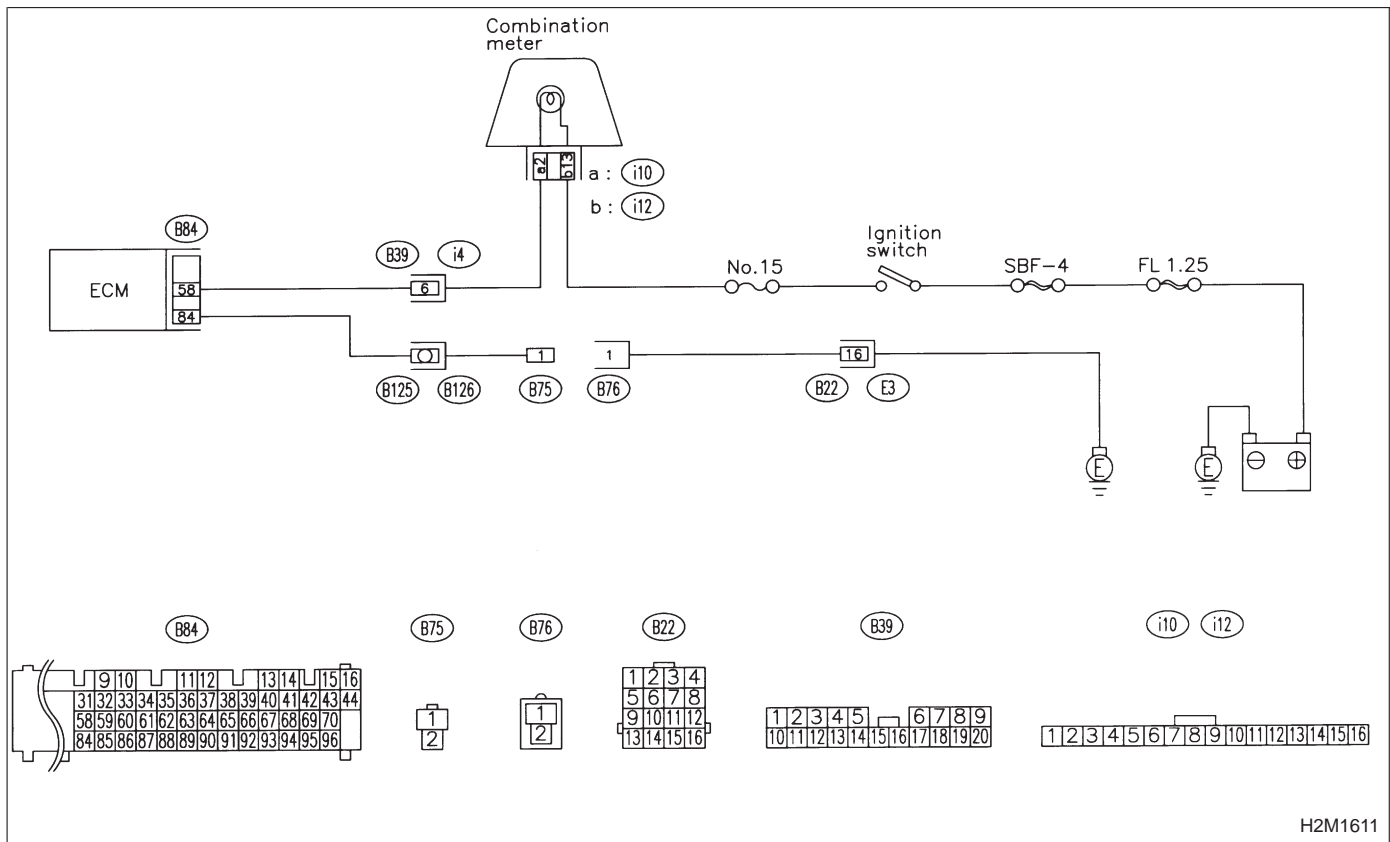 Combination
meter
a2
b13
a : i10
b : i12
B84
B39
i4
Ignition
switch
No.15
SBF-4
FL 1.25
ECM
58
6
84
1
1
16
B125
B126
B75
B76
B22
E3
E
E
⊖ ⊕
B84
B75
B76
B22
B39
i10
i12
9 10 11 12 13 14 15 16
31 32 33 34 35 36 37 38 39 40 41 42 43 44
58 59 60 61 62 63 64 65 66 67 68 69 70
84 85 86 87 88 89 90 91 92 93 94 95 96
1
2
1
2
1 2 3 4
5 6 7 8
9 10 11 12
13 14 15 16
1 2 3 4 5 6 7 8 9
10 11 12 13 14 15 16 17 18 19 20
1 2 3 4 5 6 7 8 9 10 11 12 13 14 15 16
H2M1611